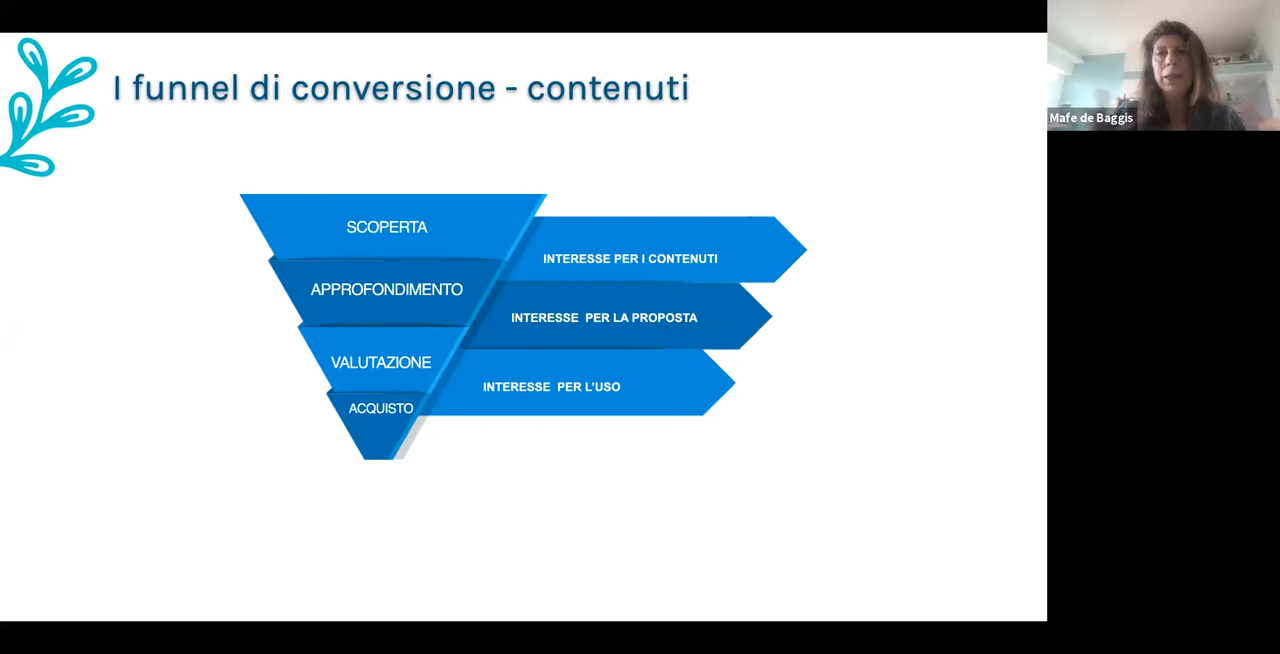 I funnel di conversione - contenuti
Mafe de Baggis
SCOPERTA
INTERESSE PER I CONTENUTI
APPROFONDIMENTO
INTERESSE PER LA PROPOSTA
VALUTAZIONE
INTERESSE PER L'USO
ACQUISTO